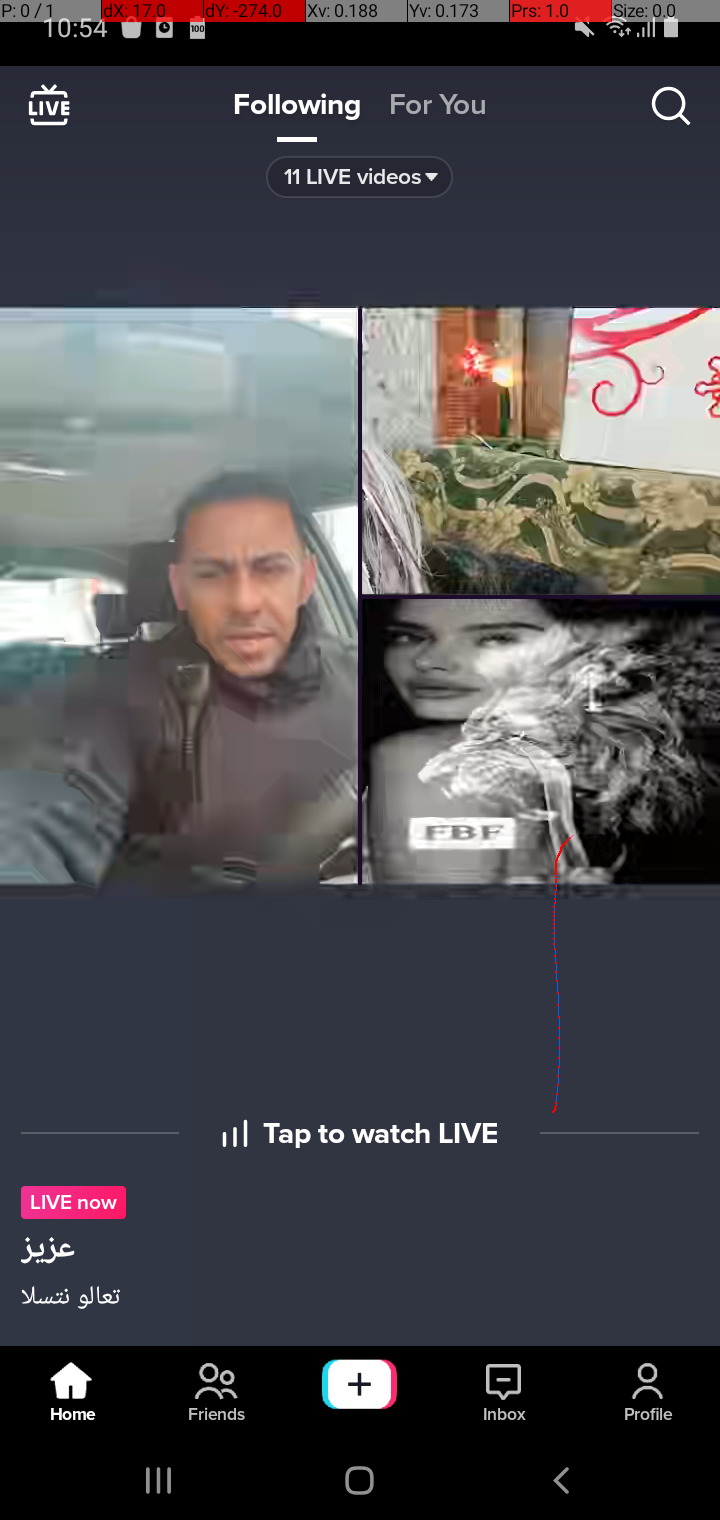 P: 0 / 1 dX: 17.0 dY: -274.0 Xv: 0.188 Yv: 0.173 Prs: 1.0 Size: 0.0
10:54 100
LIVE Following For You
11 LIVE videos
FBF
Tap to watch LIVE
LIVE now
عزيز
تعالو نتسلا
Home Friends Inbox Profile